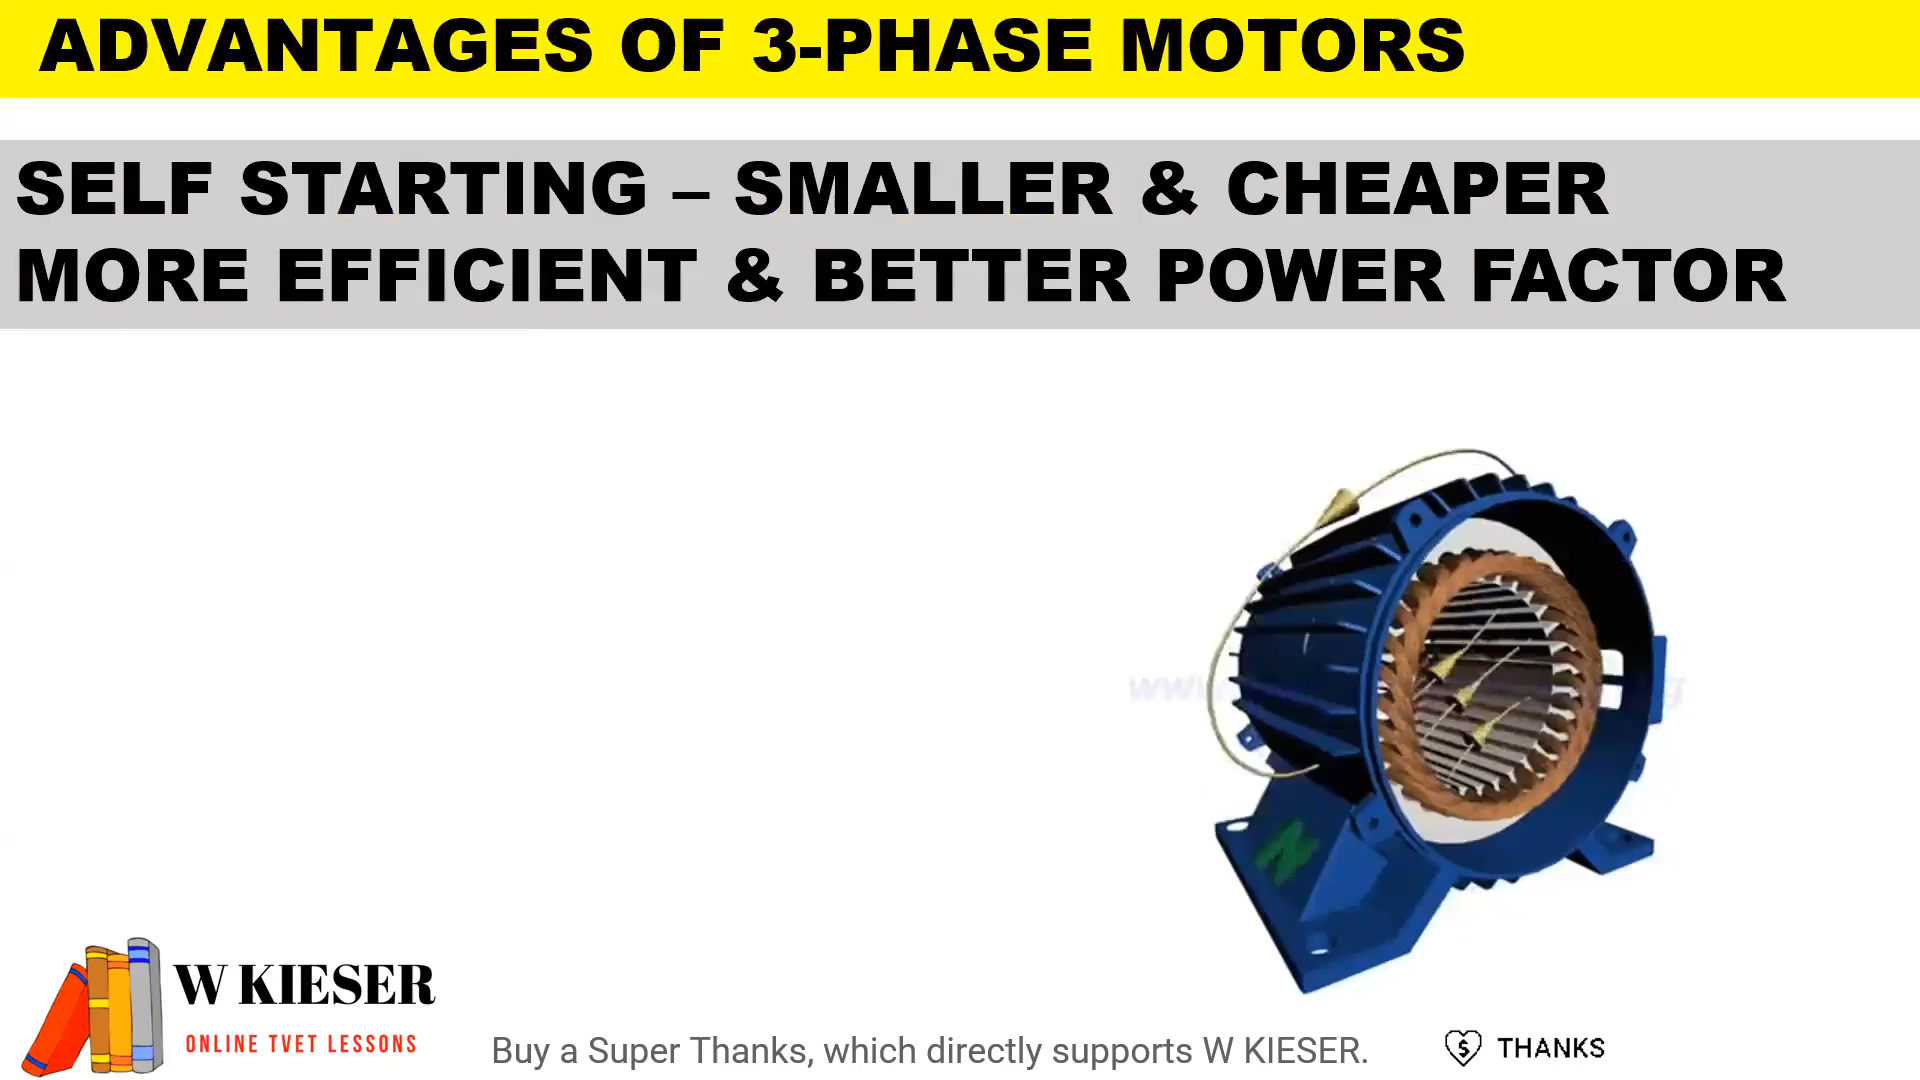 ADVANTAGES OF 3-PHASE MOTORS
SELF STARTING – SMALLER & CHEAPER
MORE EFFICIENT & BETTER POWER FACTOR
N
W KIESER
ONLINE TVET LESSONS
Buy a Super Thanks, which directly supports W KIESER.
$ THANKS